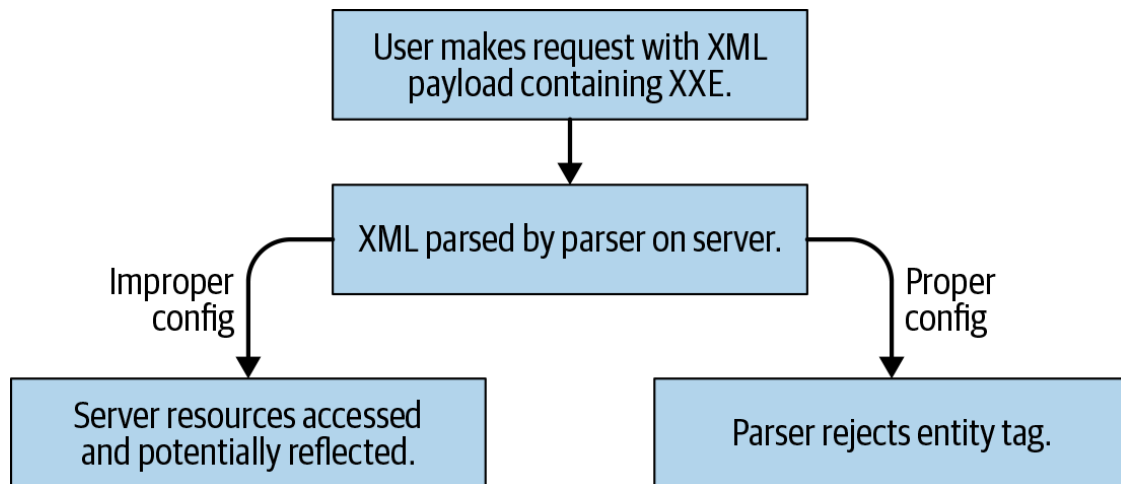 User makes request with XML
payload containing XXE.
XML parsed by parser on server.
Improper
config
Proper
config
Server resources accessed
and potentially reflected.
Parser rejects entity tag.